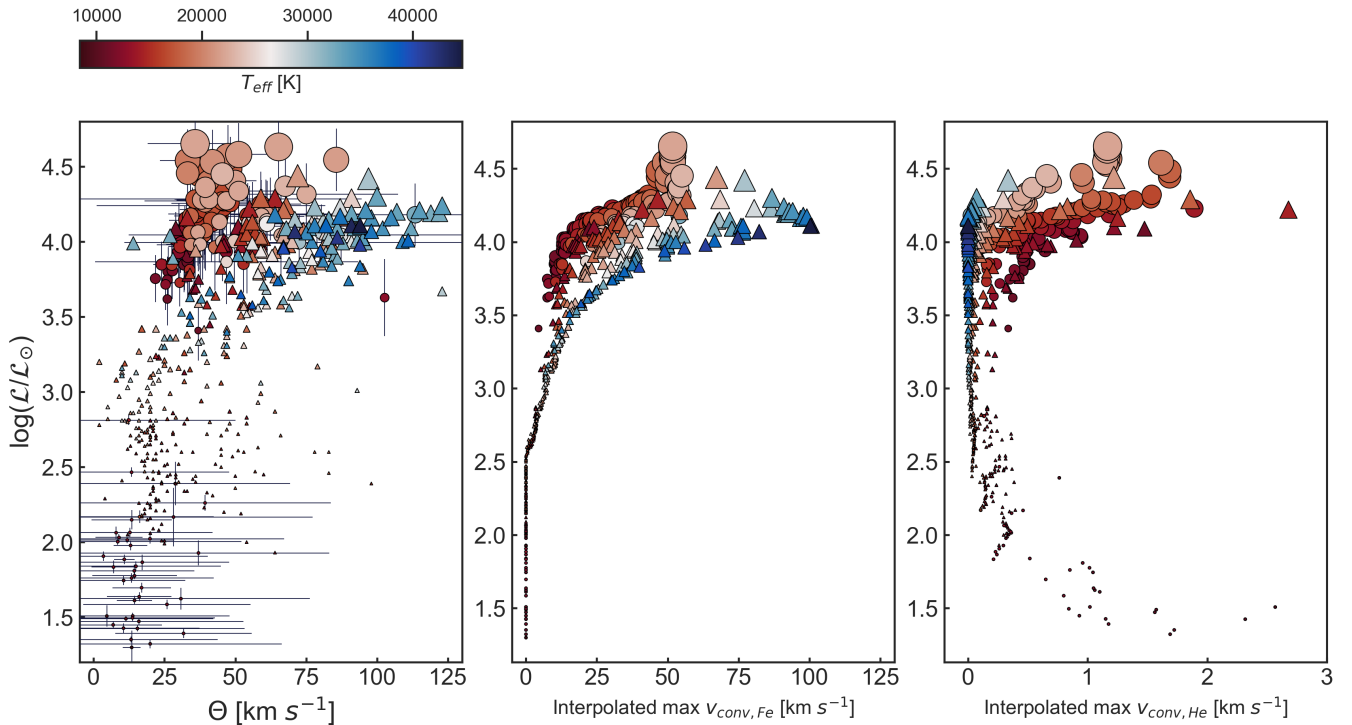 10000 20000 30000 40000
T_eff [K]
log(ℒ/ℒ_⊙)
4.5
4.0
3.5
3.0
2.5
2.0
1.5
0 25 50 75 100 125
Θ [km s⁻¹]
4.5
4.0
3.5
3.0
2.5
2.0
1.5
0 25 50 75 100 125
Interpolated max v_conv, Fe [km s⁻¹]
4.5
4.0
3.5
3.0
2.5
2.0
1.5
0 1 2 3
Interpolated max v_conv, He [km s⁻¹]